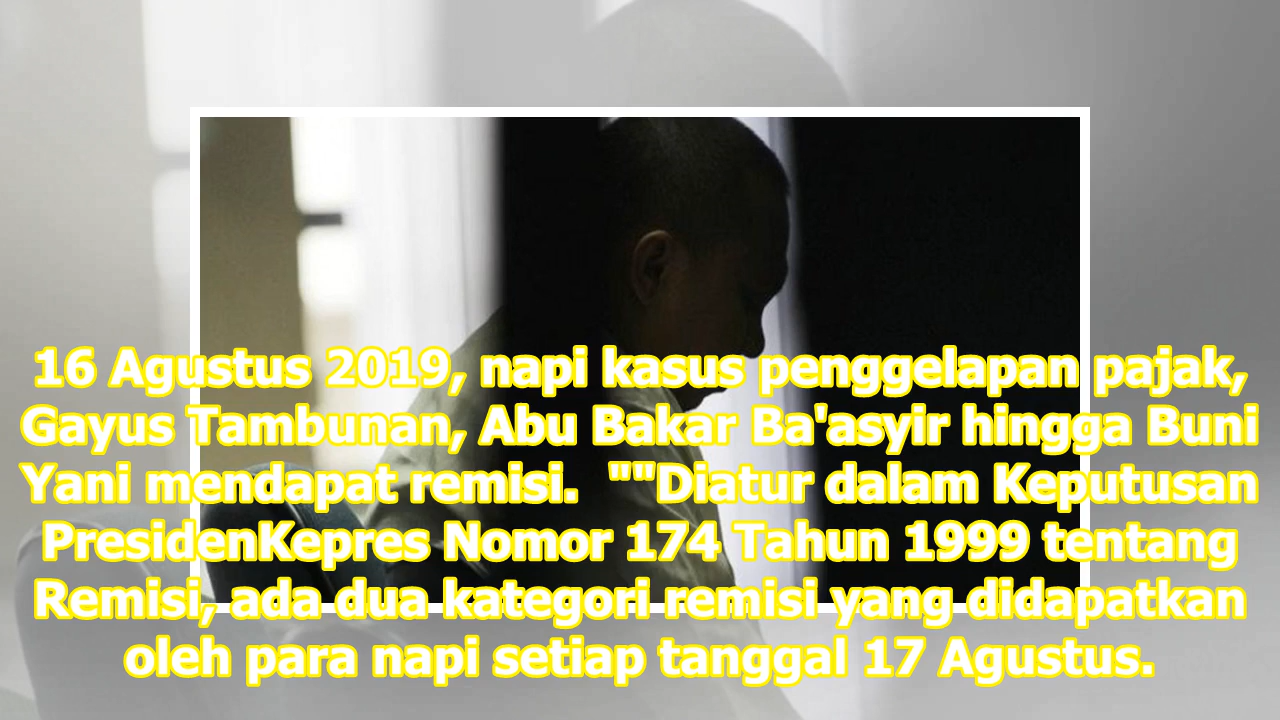 16 Agustus 2019, napi kasus penggelapan pajak,
Gayus Tambunan, Abu Bakar Ba'asyir hingga Buni
Yani mendapat remisi.  ""Diatur dalam Keputusan
PresidenKepres Nomor 174 Tahun 1999 tentang
Remisi, ada dua kategori remisi yang didapatkan
oleh para napi setiap tanggal 17 Agustus.